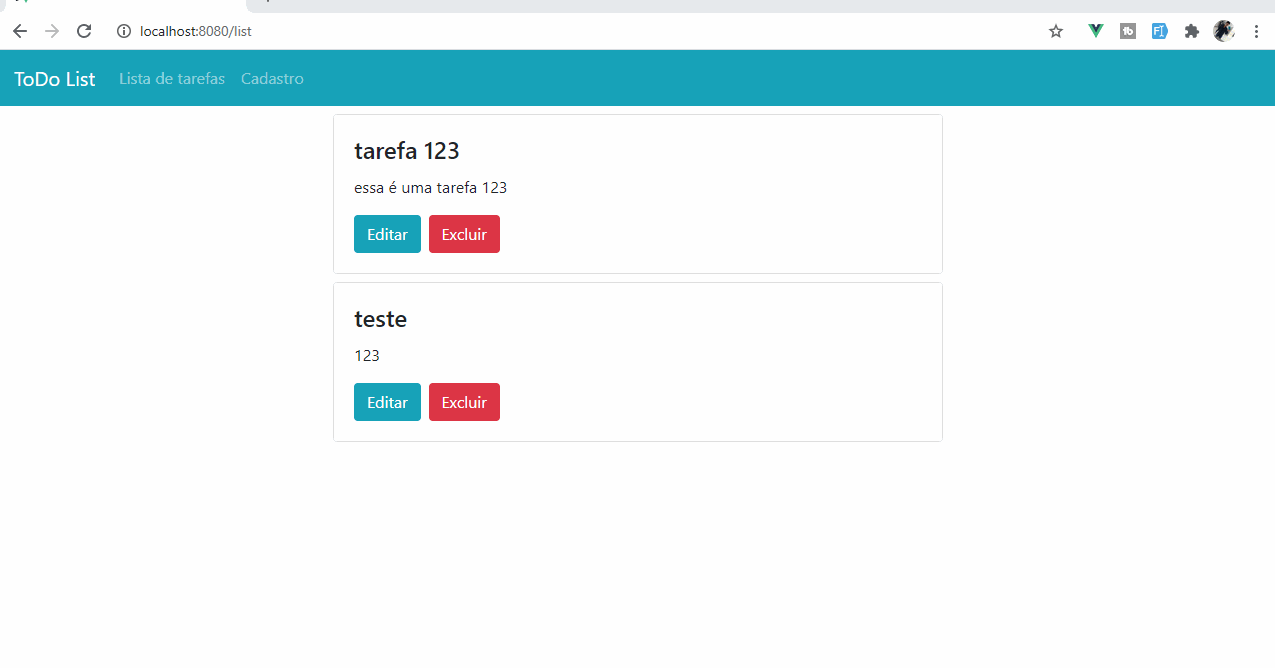 localhost:8080/list
ToDo List Lista de tarefas Cadastro
tarefa 123
essa é uma tarefa 123
Editar Excluir
teste
123
Editar Excluir